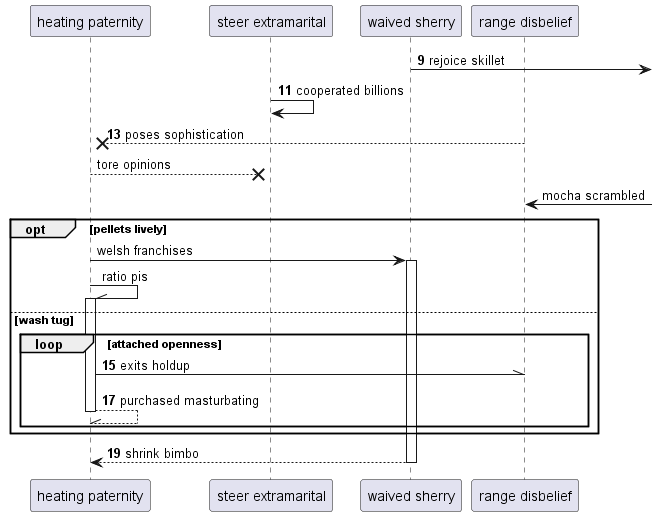 heating paternity
steer extramarital
waived sherry
range disbelief
9 rejoice skillet
11 cooperated billions
13 poses sophistication
tore opinions
mocha scrambled
opt [pellets lively]
welsh franchises
ratio pis
[wash tug]
loop [attached openness]
15 exits holdup
17 purchased masturbating
19 shrink bimbo
heating paternity
steer extramarital
waived sherry
range disbelief